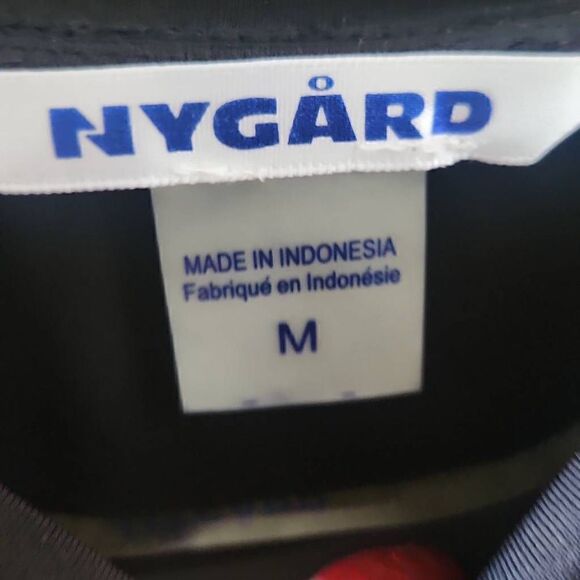 NYGÅRD
MADE IN INDONESIA
Fabriqué en Indonésie
M